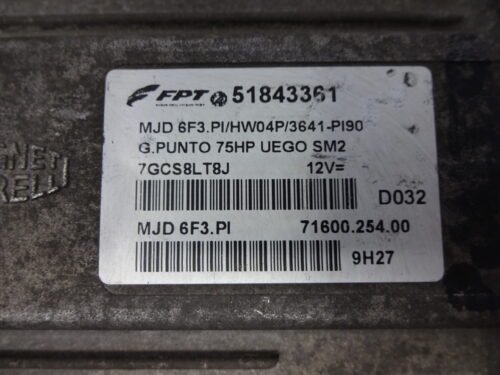 FPT 51843361
MJD 6F3.PI/HW04P/3641-PI90
G.PUNTO 75HP UEGO SM2
7GCS8LT8J 12V=
D032
MJD 6F3.PI 71600.254.00
9H27